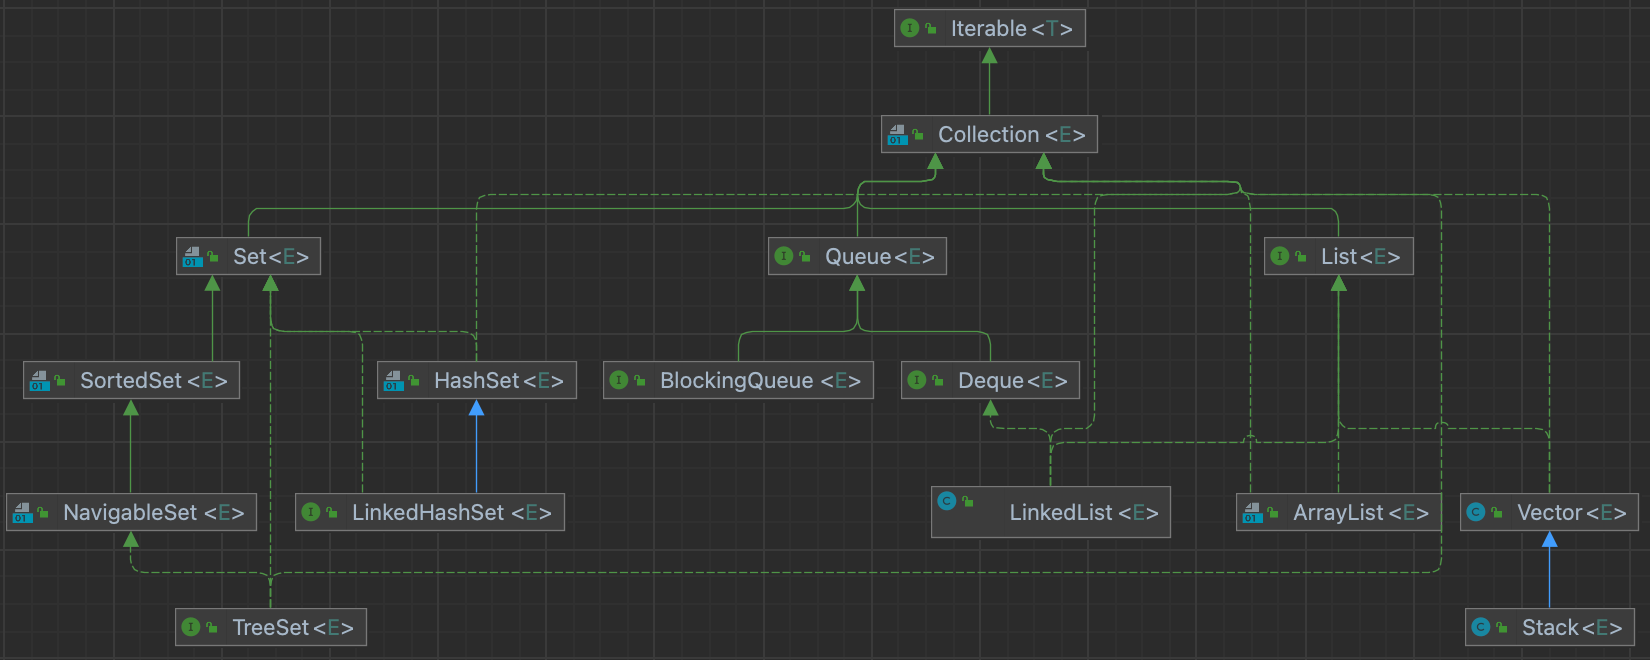 Iterable<T>
Collection<E>
Set<E>
Queue<E>
List<E>
SortedSet<E>
HashSet<E>
BlockingQueue<E>
Deque<E>
NavigableSet<E>
LinkedHashSet<E>
LinkedList<E>
ArrayList<E>
Vector<E>
TreeSet<E>
Stack<E>